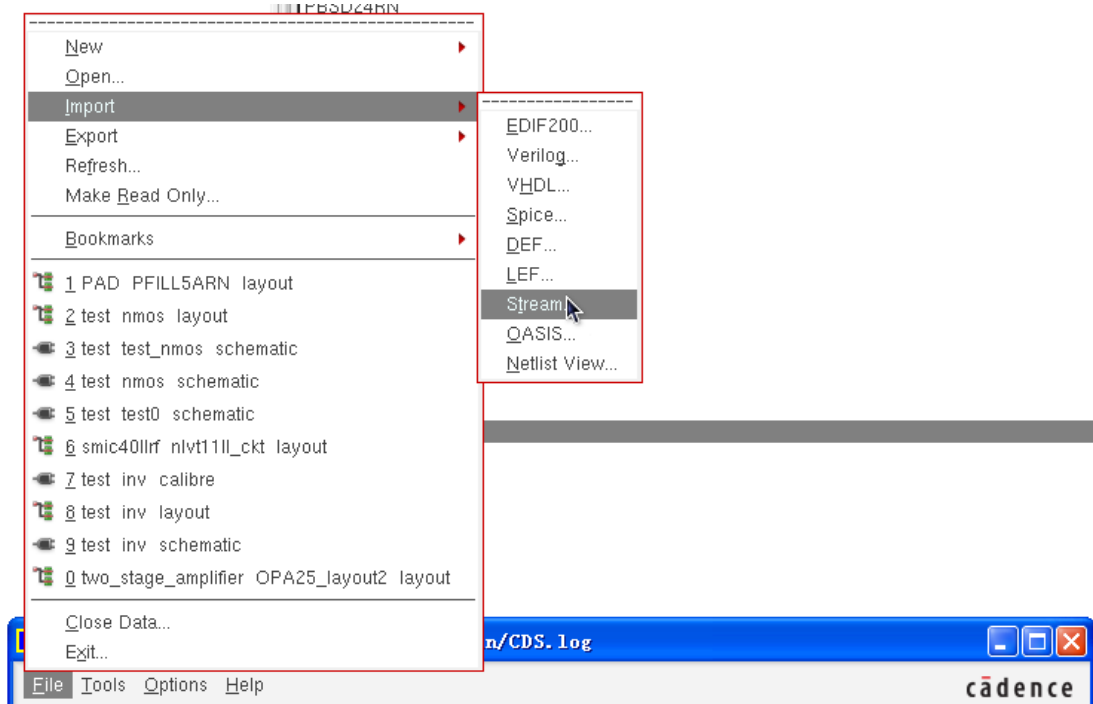 PBSD24RN
New
Open...
Import
Export
Refresh...
Make Read Only...
Bookmarks
1 PAD PFILL5ARN layout
2 test nmos layout
3 test test_nmos schematic
4 test nmos schematic
5 test test0 schematic
6 smic40llrf nlvt11ll_ckt layout
7 test inv calibre
8 test inv layout
9 test inv schematic
0 two_stage_amplifier OPA25_layout2 layout
Close Data...
Exit...
EDIF200...
Verilog...
VHDL...
Spice...
DEF...
LEF...
Stream...
OASIS...
Netlist View...
n/CDS.log
File Tools Options Help
cādence